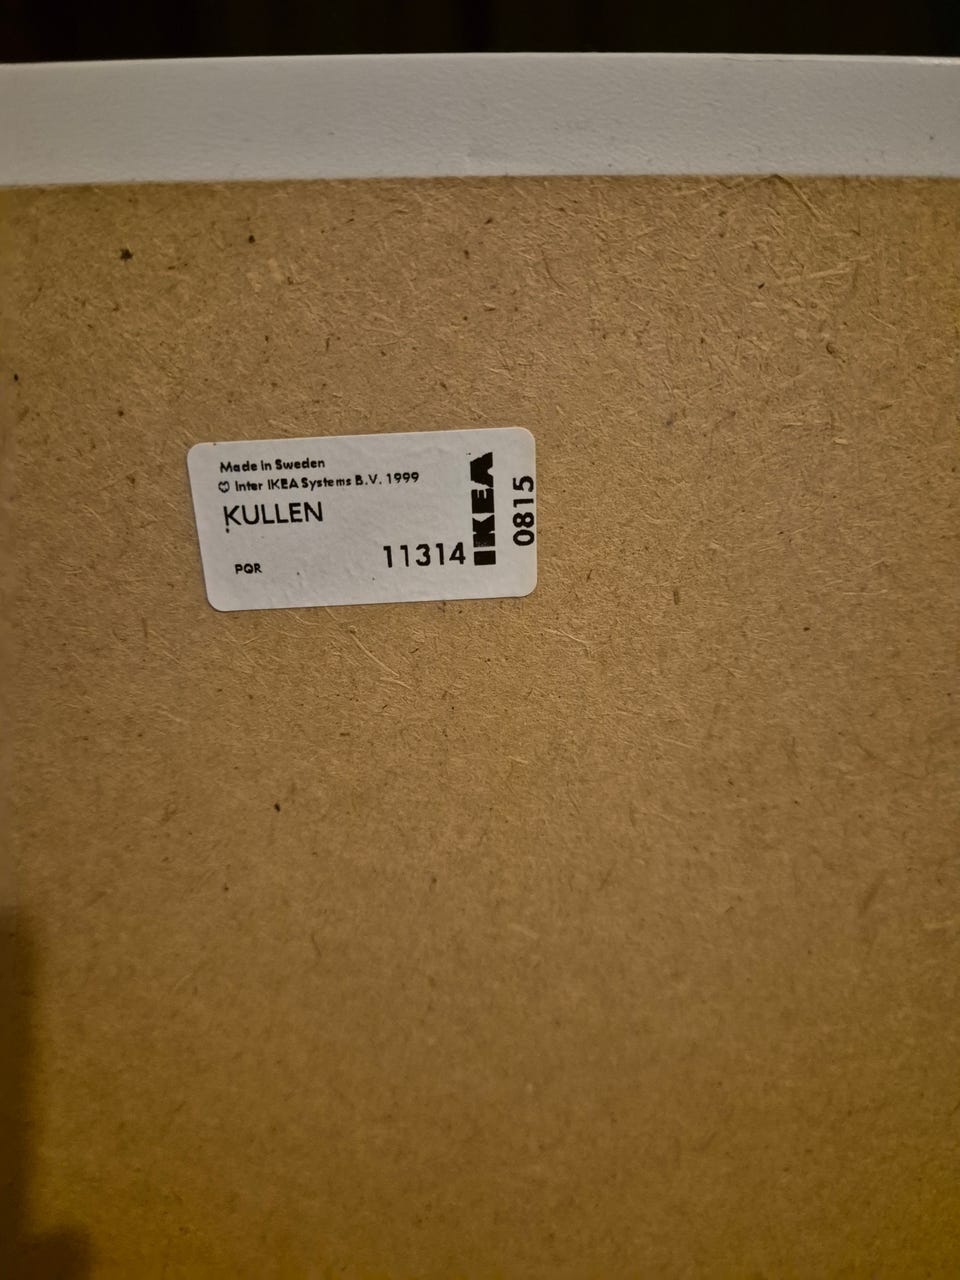 Made in Sweden
© Inter IKEA Systems B.V. 1999
KULLEN
PQR
11314
IKEA
0815